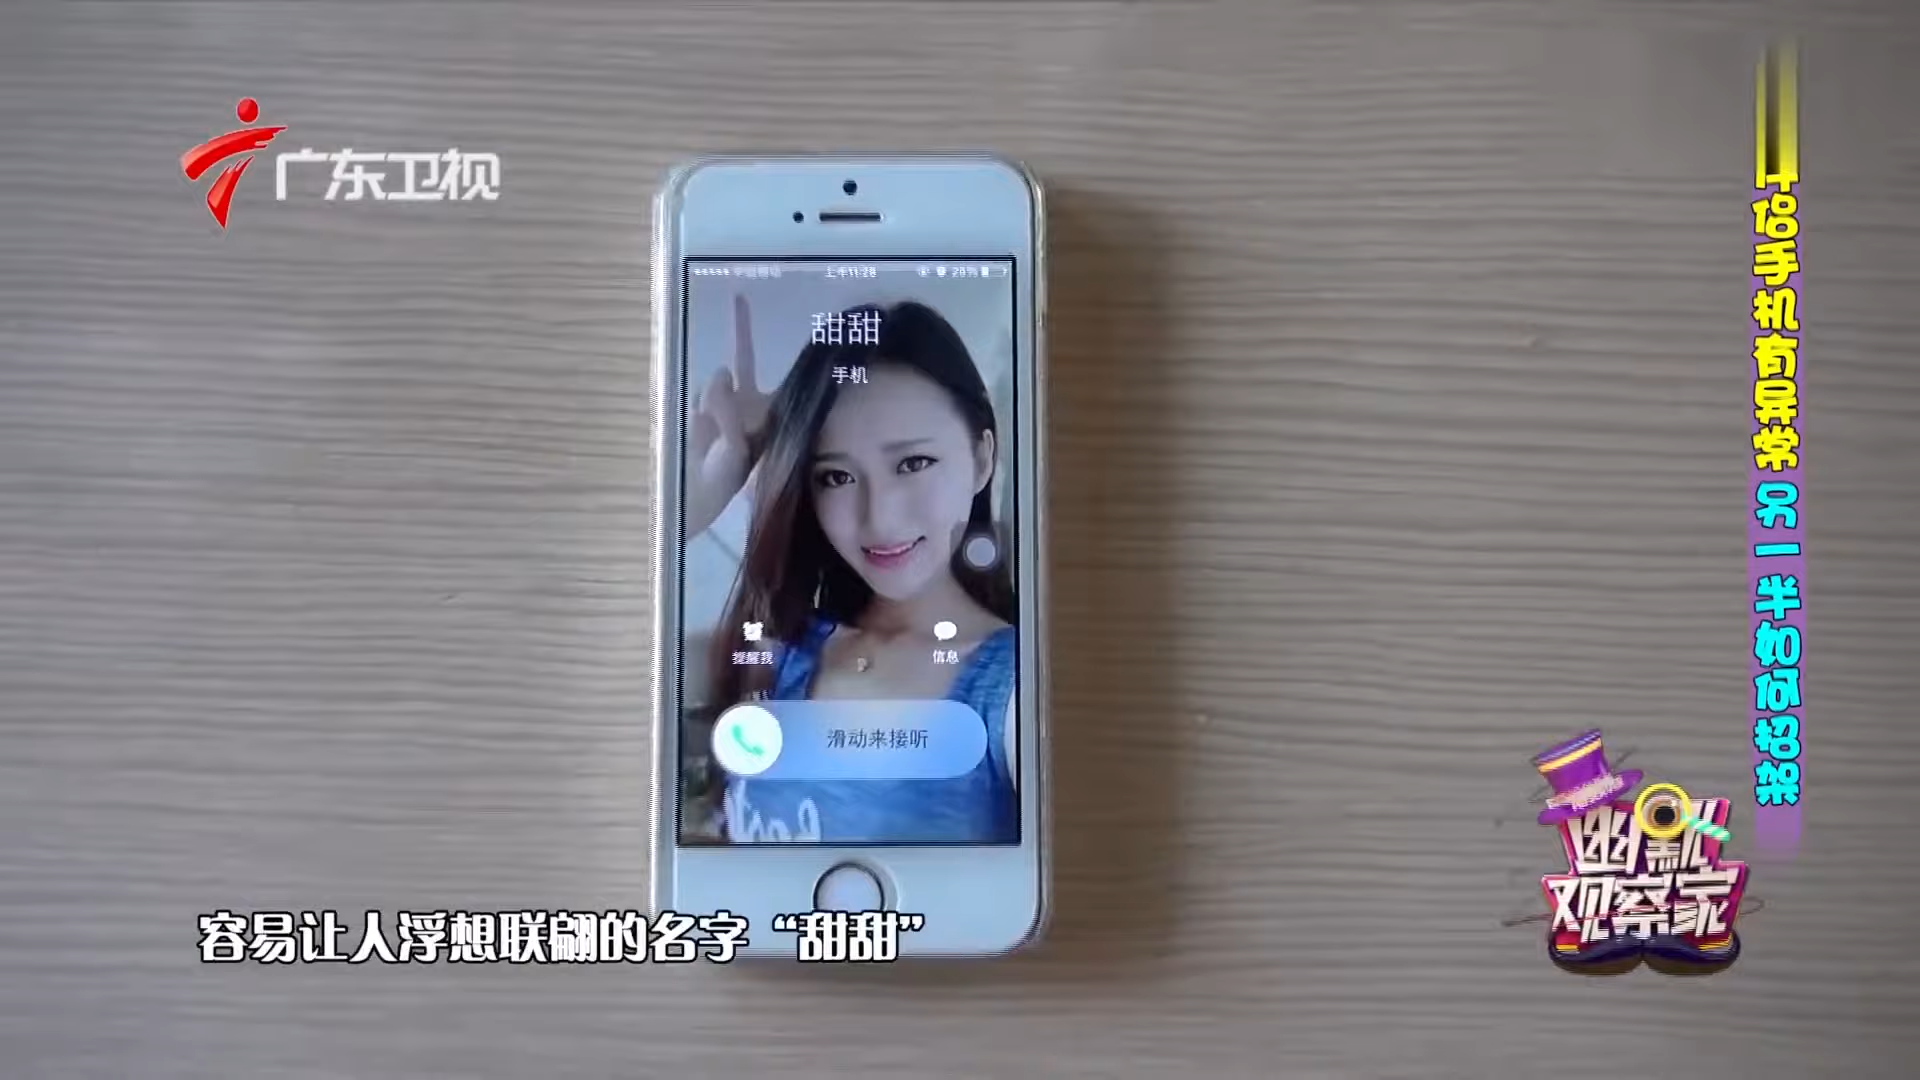 广东卫视
上午11:28
28%
甜甜
手机
提醒我
信息
滑动来接听
容易让人浮想联翩的名字“甜甜”
侣手机有异常 另一半如何招架
幽默
观察家